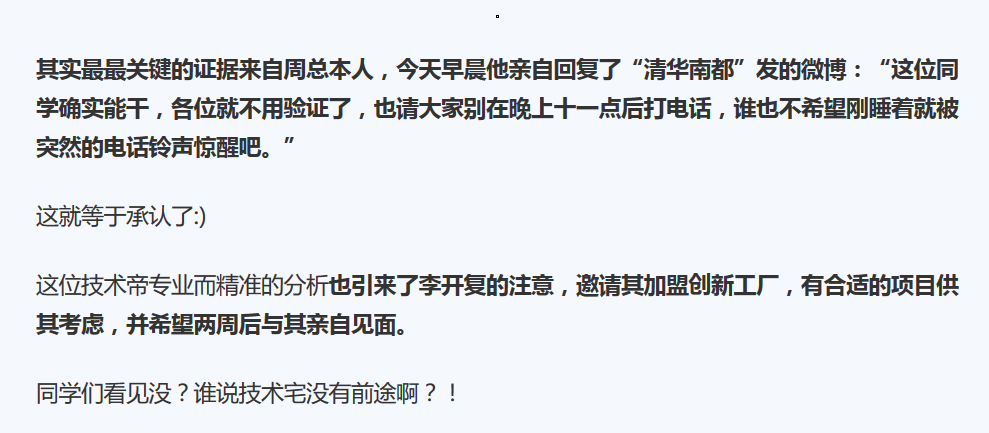 其实最最关键的证据来自周总本人，今天早晨他亲自回复了“清华南都”发的微博：“这位同
学确实能干，各位就不用验证了，也请大家别在晚上十一点后打电话，谁也不希望刚睡着就被
突然的电话铃声惊醒吧。”
这就等于承认了:)
这位技术帝专业而精准的分析也引来了李开复的注意，邀请其加盟创新工厂，有合适的项目供
其考虑，并希望两周后与其亲自见面。
同学们看见没？谁说技术宅没有前途啊？！